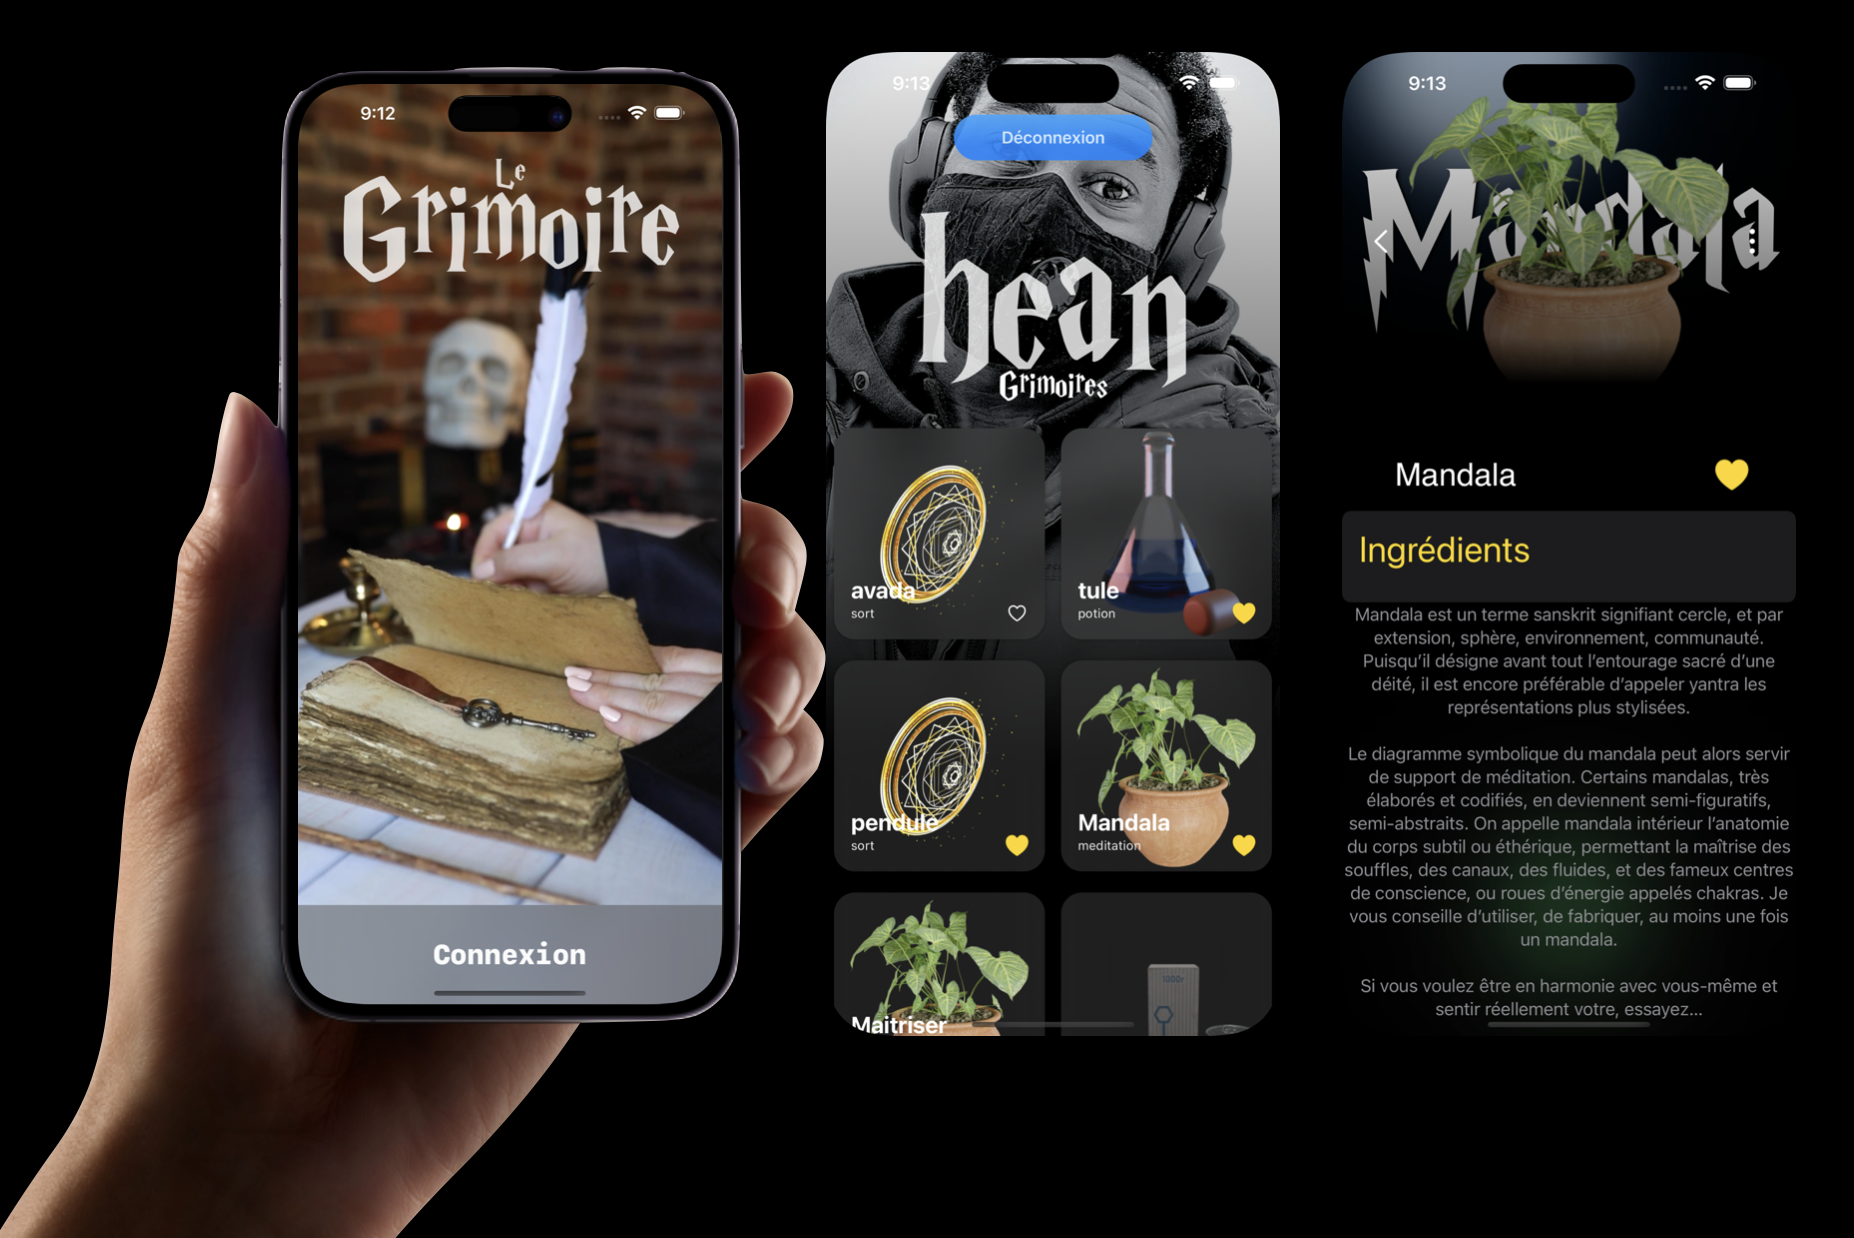 9:12
Le
Grimoire
Connexion
9:13
Déconnexion
hean
Grimoires
avada
sort
tule
potion
pendule
sort
Mandala
meditation
Maitriser
1000r
9:13
Mandala
Mandala
Ingrédients
Mandala est un terme sanskrit signifiant cercle, et par
extension, sphère, environnement, communauté.
Puisqu'il désigne avant tout l'entourage sacré d'une
déité, il est encore préférable d'appeler yantra les
représentations plus stylisées.
Le diagramme symbolique du mandala peut alors servir
de support de méditation. Certains mandalas, très
élaborés et codifiés, en deviennent semi-figuratifs,
semi-abstraits. On appelle mandala intérieur l'anatomie
du corps subtil ou éthérique, permettant la maîtrise des
souffles, des canaux, des fluides, et des fameux centres
de conscience, ou roues d'énergie appelés chakras. Je
vous conseille d'utiliser, de fabriquer, au moins une fois
un mandala.
Si vous voulez être en harmonie avec vous-même et
sentir réellement votre, essayez...